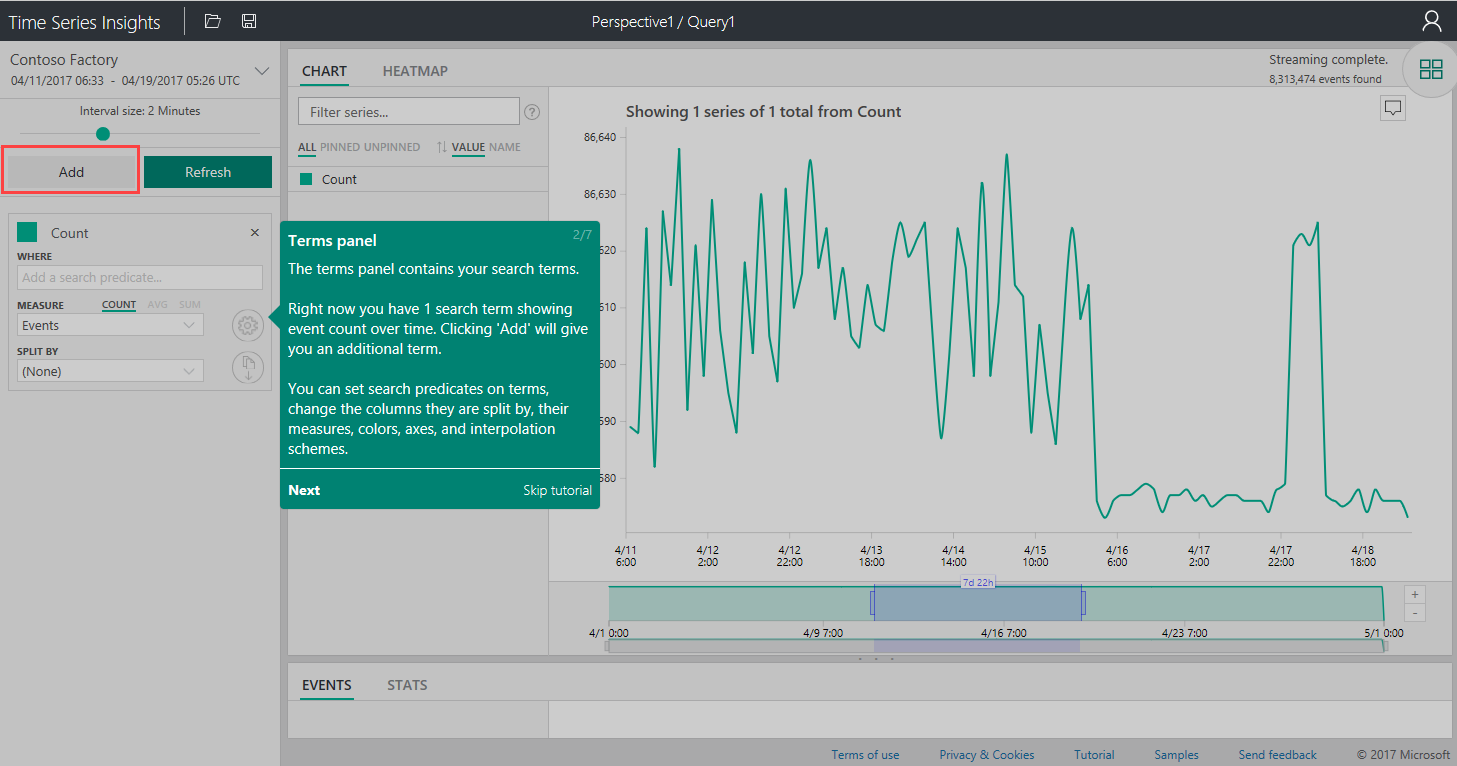 Time Series Insights
Perspective1 / Query1
Contoso Factory
04/11/2017 06:33 - 04/19/2017 05:26 UTC
Interval size: 2 Minutes
Add
Refresh
Count
×
WHERE
Add a search predicate...
MEASURE COUNT AVG SUM
Events
SPLIT BY
(None)
CHART HEATMAP
Streaming complete.
8,313,474 events found
Filter series...
?
ALL PINNED UNPINNED VALUE NAME
Count
Terms panel 2/7
The terms panel contains your search terms.
Right now you have 1 search term showing
event count over time. Clicking 'Add' will give
you an additional term.
You can set search predicates on terms,
change the columns they are split by, their
measures, colors, axes, and interpolation
schemes.
Next Skip tutorial
Showing 1 series of 1 total from Count
86,640
86,630
620
610
600
590
580
4/11 4/12 4/12 4/13 4/14 4/15 4/16 4/17 4/17 4/18
6:00 2:00 22:00 18:00 14:00 10:00 6:00 2:00 22:00 18:00
7d 22h
+
-
4/1 0:00 4/9 7:00 4/16 7:00 4/23 7:00 5/1 0:00
EVENTS STATS
Terms of use Privacy & Cookies Tutorial Samples Send feedback © 2017 Microsoft